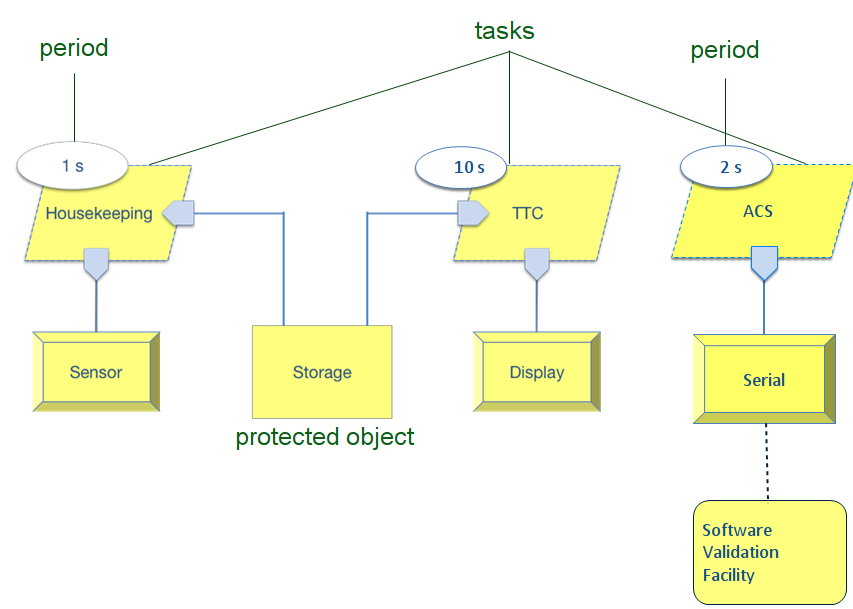 tasks
period
period
1 s
10 s
2 s
Housekeeping
TTC
ACS
Sensor
Storage
Display
Serial
protected object
Software
Validation
Facility